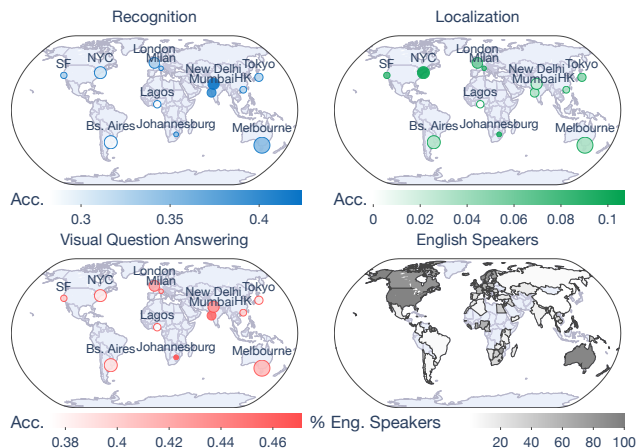 Recognition
London
NYC
Milan
SF
Tokyo
New Delhi
Mumbai
HK
Lagos
Bs. Aires
Johannesburg
Melbourne
Acc.
0.3
0.35
0.4
Localization
London
NYC
Milan
SF
Tokyo
New Delhi
Mumbai
HK
Lagos
Bs. Aires
Johannesburg
Melbourne
Acc.
0
0.02
0.04
0.06
0.08
0.1
Visual Question Answering
London
NYC
Milan
SF
Tokyo
New Delhi
Mumbai
HK
Lagos
Bs. Aires
Johannesburg
Melbourne
Acc.
0.38
0.4
0.42
0.44
0.46
English Speakers
% Eng. Speakers
20
40
60
80
100